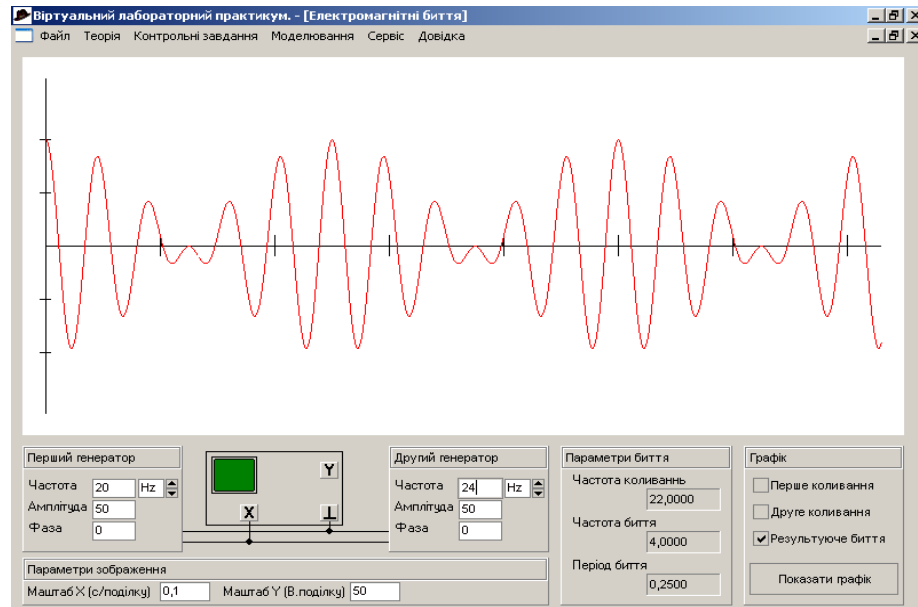 Віртуальний лабораторний практикум. - [Електромагнітні биття]
Файл Теорія Контрольні завдання Моделювання Сервіс Довідка
Перший генератор
Частота 20 Hz
Амплітуда 50
Фаза 0
Y
X
Другий генератор
Частота 24 Hz
Амплітуда 50
Фаза 0
Параметри биття
Частота коливаннь
22,0000
Частота биття
4,0000
Період биття
0,2500
Графік
Перше коливання
Друге коливання
Результуюче биття
Показати графік
Параметри зображення
Маштаб X (с/поділку) 0,1 Маштаб Y (В.поділку) 50